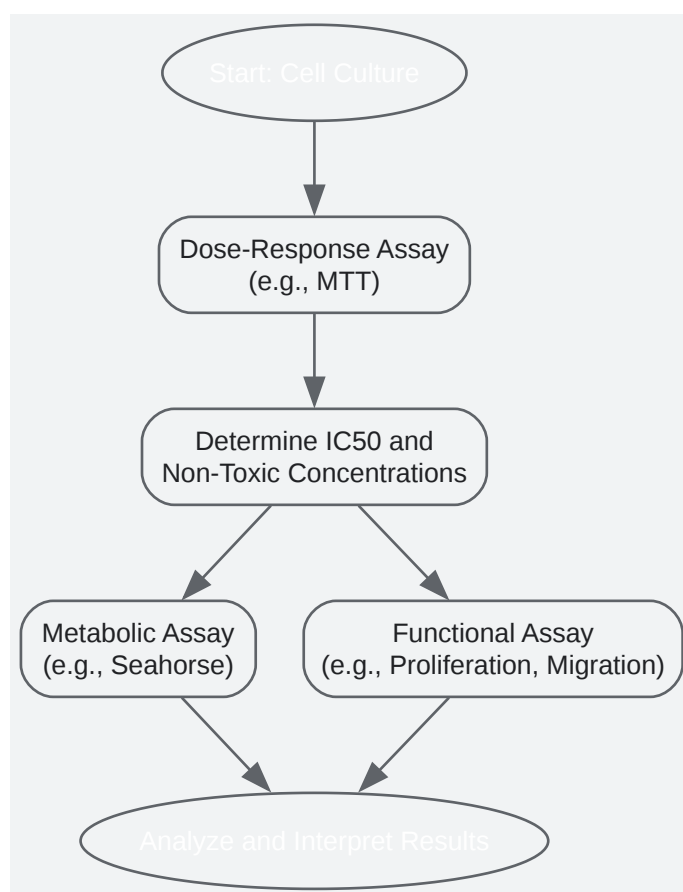 Start: Cell Culture
Dose-Response Assay
(e.g., MTT)
Determine IC50 and
Non-Toxic Concentrations
Metabolic Assay
(e.g., Seahorse)
Functional Assay
(e.g., Proliferation, Migration)
Analyze and Interpret Results